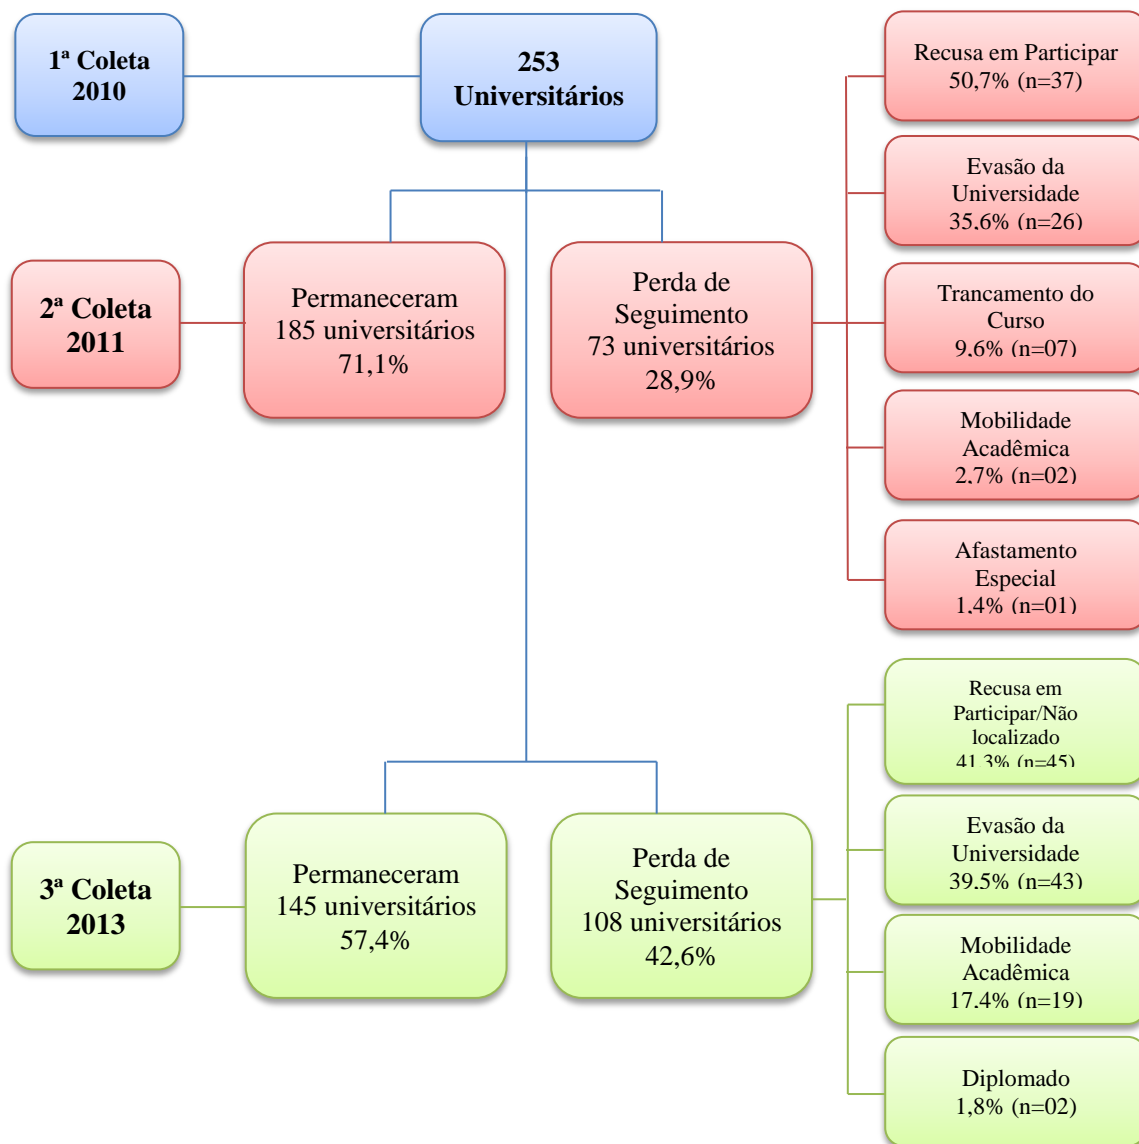 1ª Coleta
2010
253
Universitários
2ª Coleta
2011
Permaneceram
185 universitários
71,1%
Perda de
Seguimento
73 universitários
28,9%
Recusa em Participar
50,7% (n=37)
Evasão da
Universidade
35,6% (n=26)
Trancamento do
Curso
9,6% (n=07)
Mobilidade
Acadêmica
2,7% (n=02)
Afastamento
Especial
1,4% (n=01)
3ª Coleta
2013
Permaneceram
145 universitários
57,4%
Perda de
Seguimento
108 universitários
42,6%
Recusa em
Participar/Não
localizado
41,3% (n=45)
Evasão da
Universidade
39,5% (n=43)
Mobilidade
Acadêmica
17,4% (n=19)
Diplomado
1,8% (n=02)